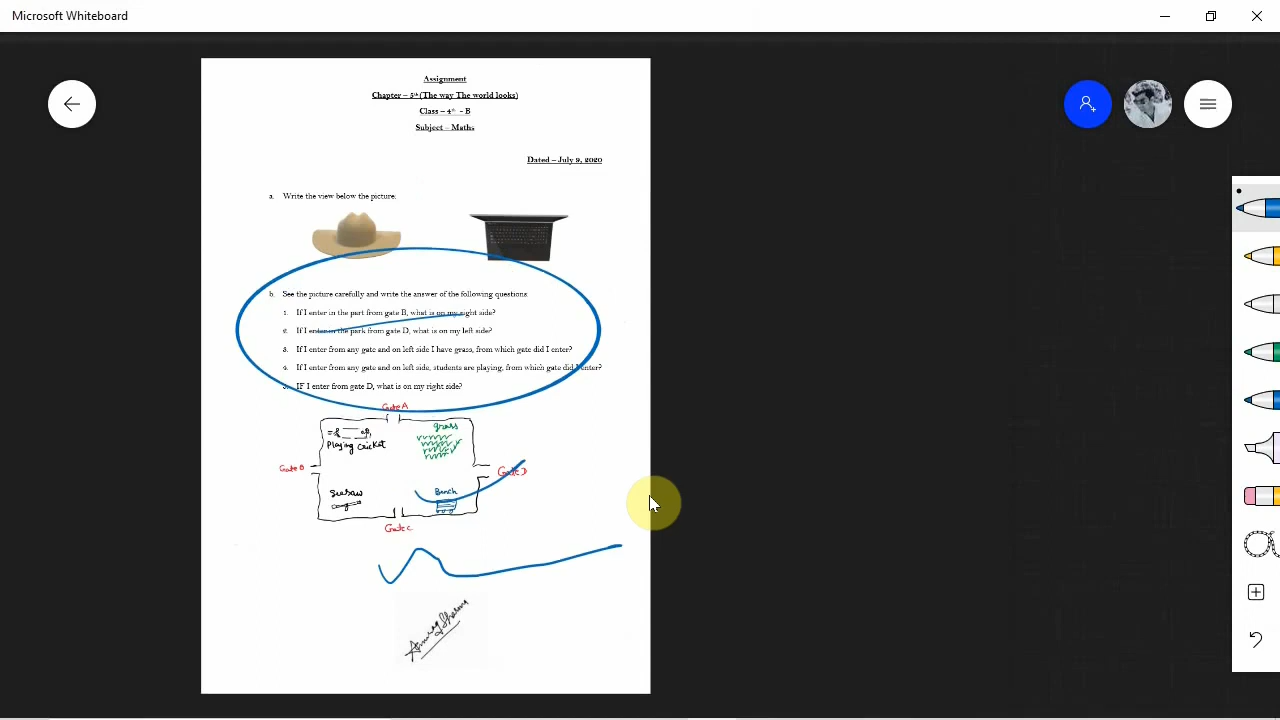 Microsoft Whiteboard
Assignment
Chapter – 5th (The way The world looks)
Class – 4th - B
Subject – Maths
Dated – July 9, 2020
a. Write the view below the picture:
b. See the picture carefully and write the answer of the following questions:
1. If I enter in the part from gate B, what is on my right side?
2. If I enter in the park from gate D, what is on my left side?
3. If I enter from any gate and on left side I have grass, from which gate did I enter?
4. If I enter from any gate and on left side, students are playing, from which gate did I enter?
5. IF I enter from gate D, what is on my right side?
Gate A
grass
Playing cricket
Gate B
Gate D
Seesaw
Bench
Gate C
Anurag Sharma